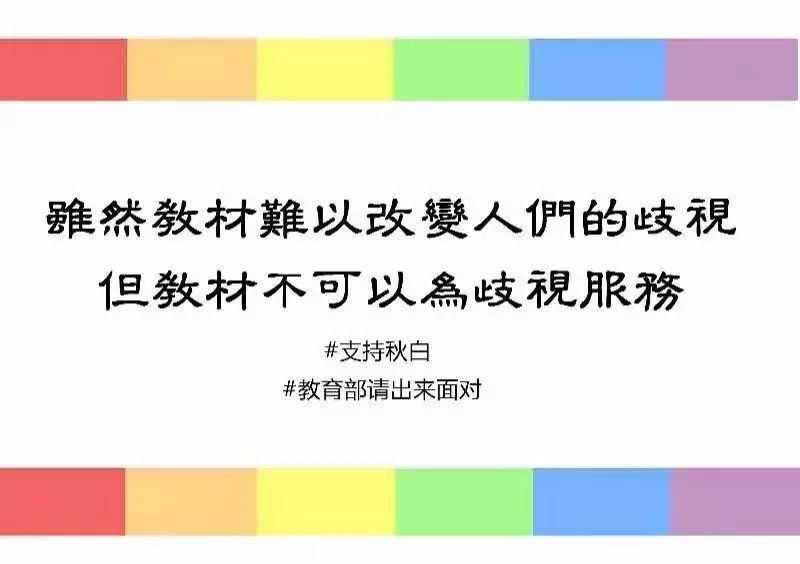 雖然教材難以改變人們的歧視
但教材不可以為歧視服務
#支持秋白
#教育部请出来面对